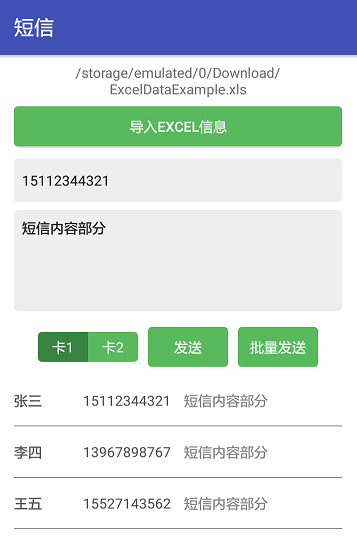 短信
/storage/emulated/0/Download/
ExcelDataExample.xls
导入EXCEL信息
15112344321
短信内容部分
卡1 卡2 发送 批量发送
张三 15112344321 短信内容部分
李四 13967898767 短信内容部分
王五 15527143562 短信内容部分